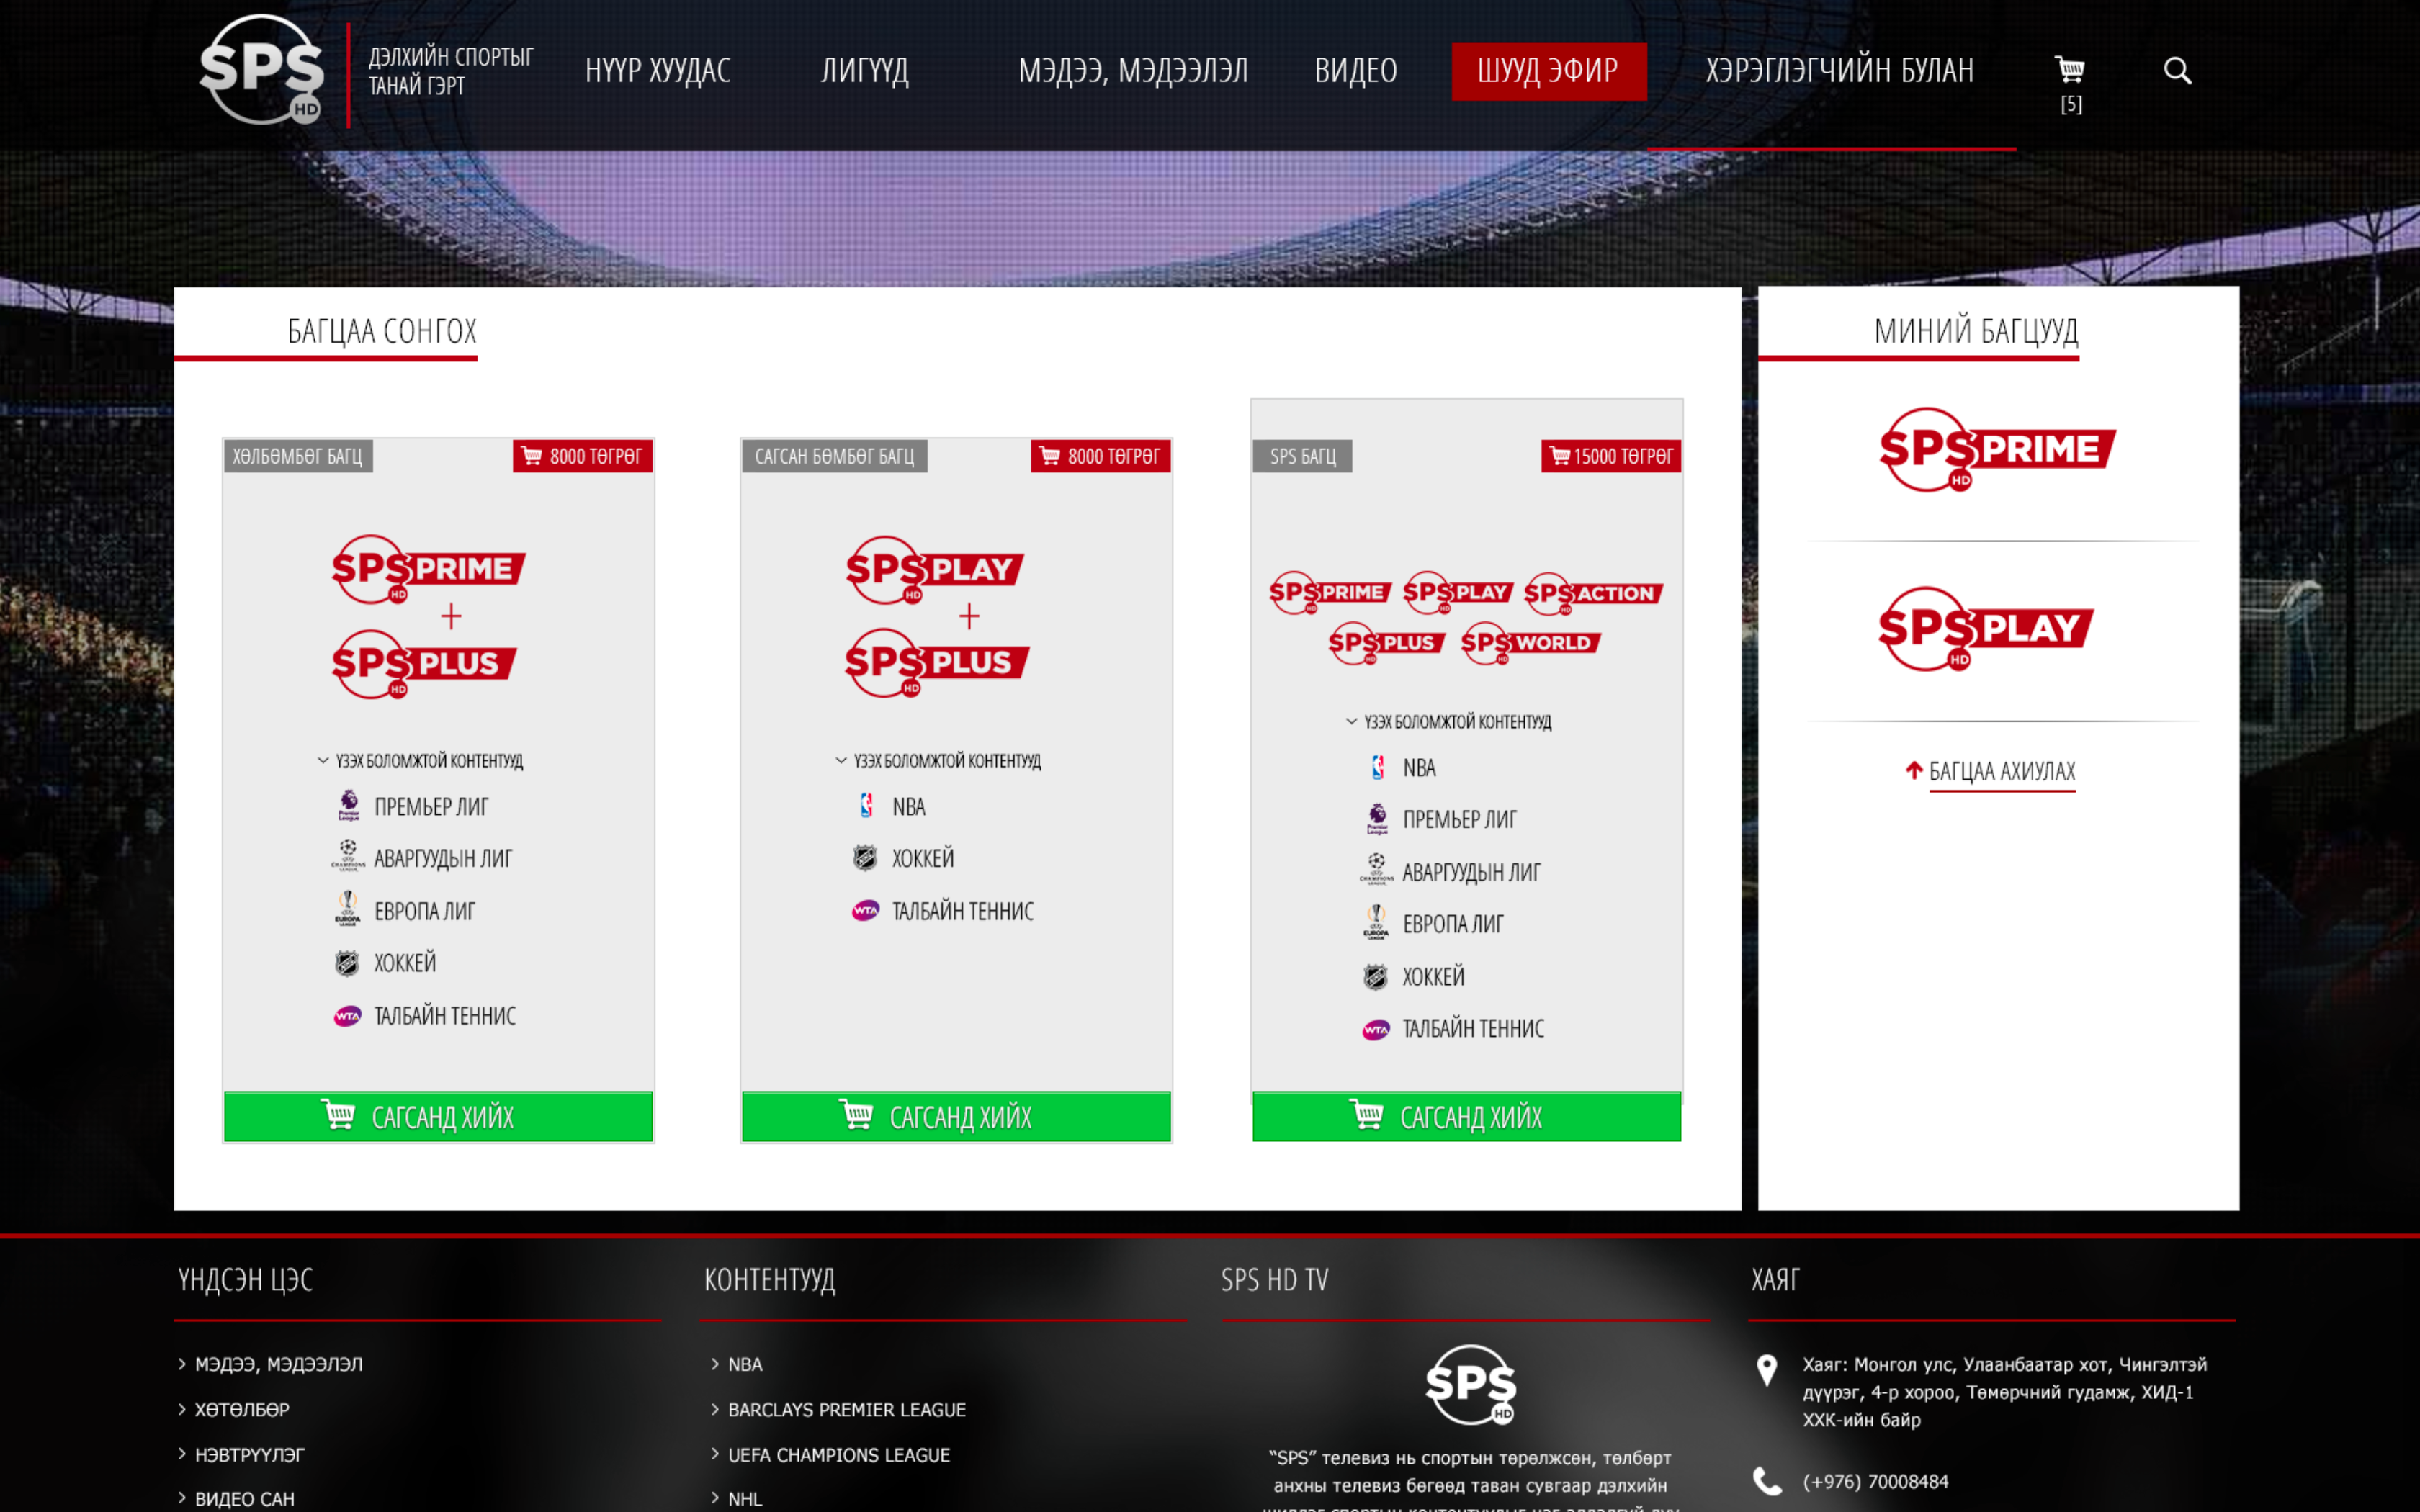 SPS HD
ДЭЛХИЙН СПОРТЫГ
ТАНАЙ ГЭРТ
НҮҮР ХУУДАС
ЛИГҮҮД
МЭДЭЭ, МЭДЭЭЛЭЛ
ВИДЕО
ШУУД ЭФИР
ХЭРЭГЛЭГЧИЙН БУЛАН
[5]
БАГЦАА СОНГОХ
ХӨЛБӨМБӨГ БАГЦ
8000 ТӨГРӨГ
SPS HD PRIME
+
SPS HD PLUS
ҮЗЭХ БОЛОМЖТОЙ КОНТЕНТУУД
ПРЕМЬЕР ЛИГ
АВАРГУУДЫН ЛИГ
ЕВРОПА ЛИГ
ХОККЕЙ
ТАЛБАЙН ТЕННИС
САГСАНД ХИЙХ
САГСАН БӨМБӨГ БАГЦ
8000 ТӨГРӨГ
SPS HD PLAY
+
SPS HD PLUS
ҮЗЭХ БОЛОМЖТОЙ КОНТЕНТУУД
NBA
ХОККЕЙ
WTA ТАЛБАЙН ТЕННИС
САГСАНД ХИЙХ
SPS БАГЦ
15000 ТӨГРӨГ
SPS HD PRIME SPS HD PLAY SPS HD ACTION
SPS HD PLUS SPS HD WORLD
ҮЗЭХ БОЛОМЖТОЙ КОНТЕНТУУД
NBA
ПРЕМЬЕР ЛИГ
АВАРГУУДЫН ЛИГ
ЕВРОПА ЛИГ
ХОККЕЙ
WTA ТАЛБАЙН ТЕННИС
САГСАНД ХИЙХ
МИНИЙ БАГЦУУД
SPS HD PRIME
SPS HD PLAY
БАГЦАА АХИУЛАХ
ҮНДСЭН ЦЭС
МЭДЭЭ, МЭДЭЭЛЭЛ
ХӨТӨЛБӨР
НЭВТРҮҮЛЭГ
ВИДЕО САН
КОНТЕНТУУД
NBA
BARCLAYS PREMIER LEAGUE
UEFA CHAMPIONS LEAGUE
NHL
SPS HD TV
SPS HD
“SPS” телевиз нь спортын төрөлжсөн, төлбөрт
анхны телевиз бөгөөд таван сувгаар дэлхийн
ХАЯГ
Хаяг: Монгол улс, Улаанбаатар хот, Чингэлтэй
дүүрэг, 4-р хороо, Төмөрчний гудамж, ХИД-1
ХХК-ийн байр
(+976) 70008484